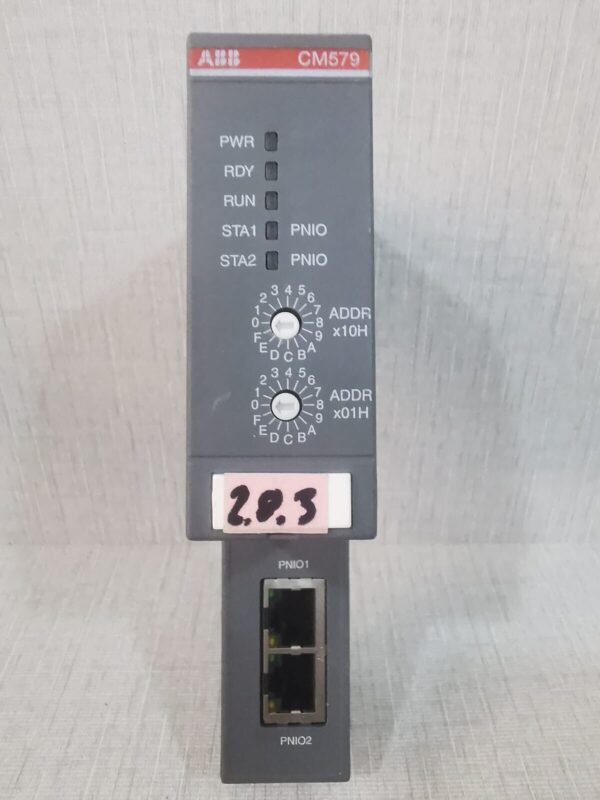 ABB CM579
PWR
RDY
RUN
STA1 PNIO
STA2 PNIO
0 1 2 3 4 5 6 7 8 9 A B C D E F
ADDR
x10H
0 1 2 3 4 5 6 7 8 9 A B C D E F
ADDR
x01H
2.0.3
PNIO1
PNIO2